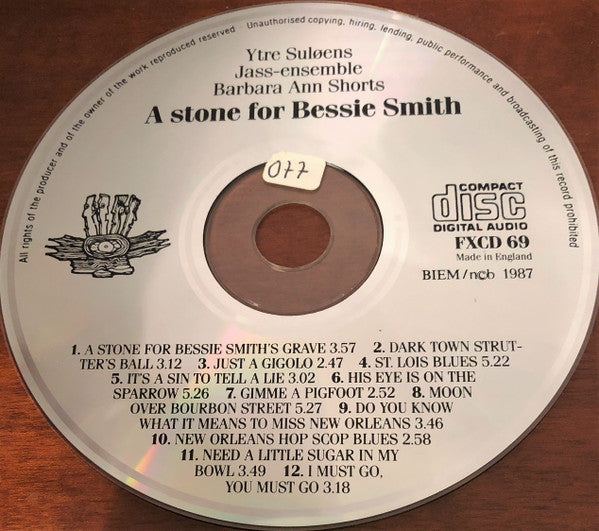 All rights of the producer and of the owner of the work reproduced reserved Unauthorised copying, hiring, lending, public performance and broadcasting of this record prohibited
Ytre Suløens
Jass-ensemble
Barbara Ann Shorts
A stone for Bessie Smith
077
COMPACT
disc
DIGITAL AUDIO
FXCD 69
Made in England
BIEM/ncb 1987
1. A STONE FOR BESSIE SMITH'S GRAVE 3.57 2. DARK TOWN STRUT-
TER'S BALL 3.12 3. JUST A GIGOLO 2.47 4. ST. LOIS BLUES 5.22
5. IT'S A SIN TO TELL A LIE 3.02 6. HIS EYE IS ON THE
SPARROW 5.26 7. GIMME A PIGFOOT 2.52 8. MOON
OVER BOURBON STREET 5.27 9. DO YOU KNOW
WHAT IT MEANS TO MISS NEW ORLEANS 3.46
10. NEW ORLEANS HOP SCOP BLUES 2.58
11. NEED A LITTLE SUGAR IN MY
BOWL 3.49 12. I MUST GO,
YOU MUST GO 3.18